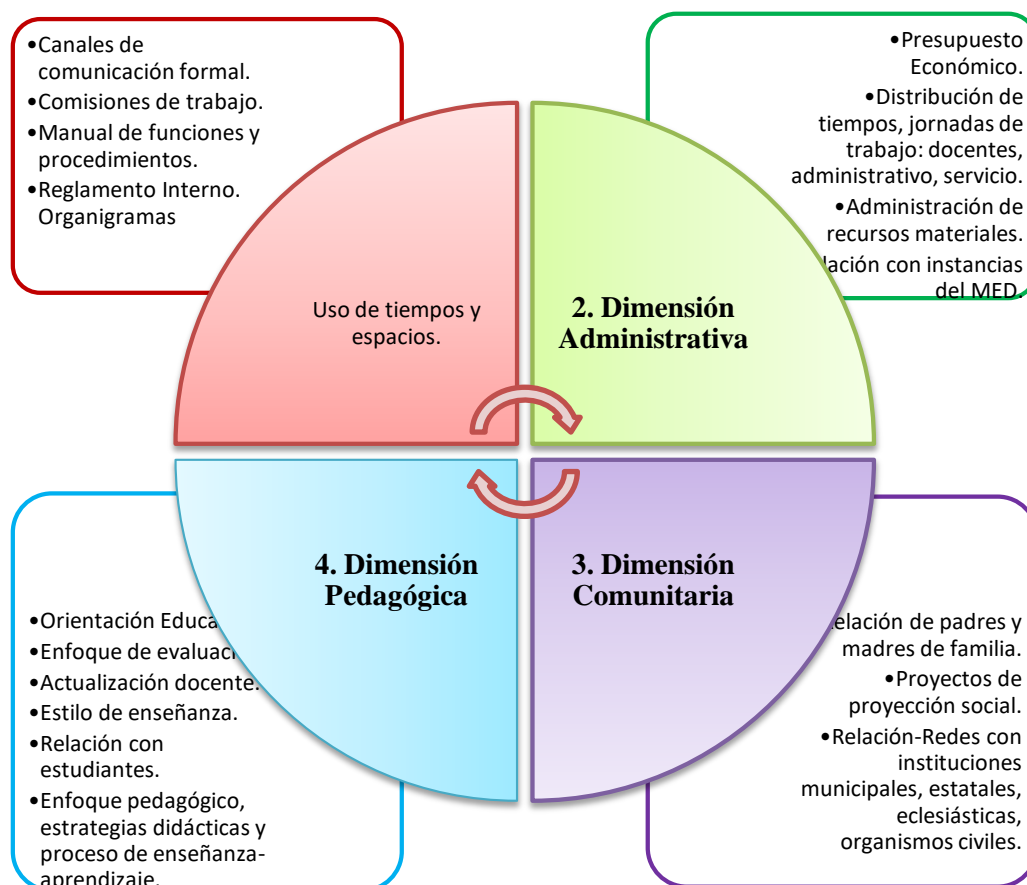 •Canales de
comunicación formal.
•Comisiones de trabajo.
•Manual de funciones y
procedimientos.
•Reglamento Interno.
Organigramas
•Presupuesto
Económico.
•Distribución de
tiempos, jornadas de
trabajo: docentes,
administrativo, servicio.
•Administración de
recursos materiales.
con instancias
del MED.
Uso de tiempos y
espacios.
2. Dimensión
Administrativa
4. Dimensión
Pedagógica
3. Dimensión
Comunitaria
•Orientación
•Enfoque de
•Actualización docente.
•Estilo de enseñanza.
•Relación con
estudiantes.
•Enfoque pedagógico,
estrategias didácticas y
proceso de enseñanza-
aprendizaje.
de padres y
madres de familia.
•Proyectos de
proyección social.
•Relación-Redes con
instituciones
municipales, estatales,
eclesiásticas,
organismos civiles.